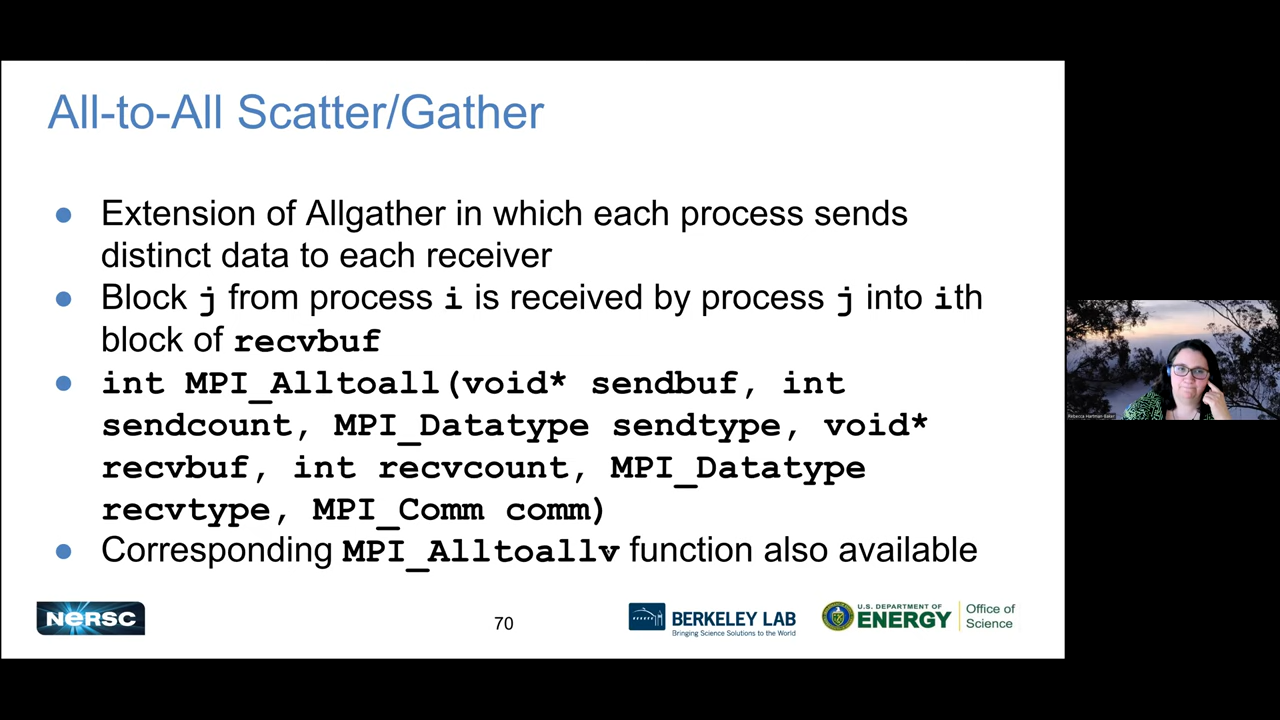 All-to-All Scatter/Gather
● Extension of Allgather in which each process sends
distinct data to each receiver
● Block j from process i is received by process j into ith
block of recvbuf
● int MPI_Alltoall(void* sendbuf, int
sendcount, MPI_Datatype sendtype, void*
recvbuf, int recvcount, MPI_Datatype
recvtype, MPI_Comm comm)
● Corresponding MPI_Alltoallv function also available
NERSC
70
BERKELEY LAB
Bringing Science Solutions to the World
U.S. DEPARTMENT OF
ENERGY
Office of
Science
Rebecca Hartman-Baker